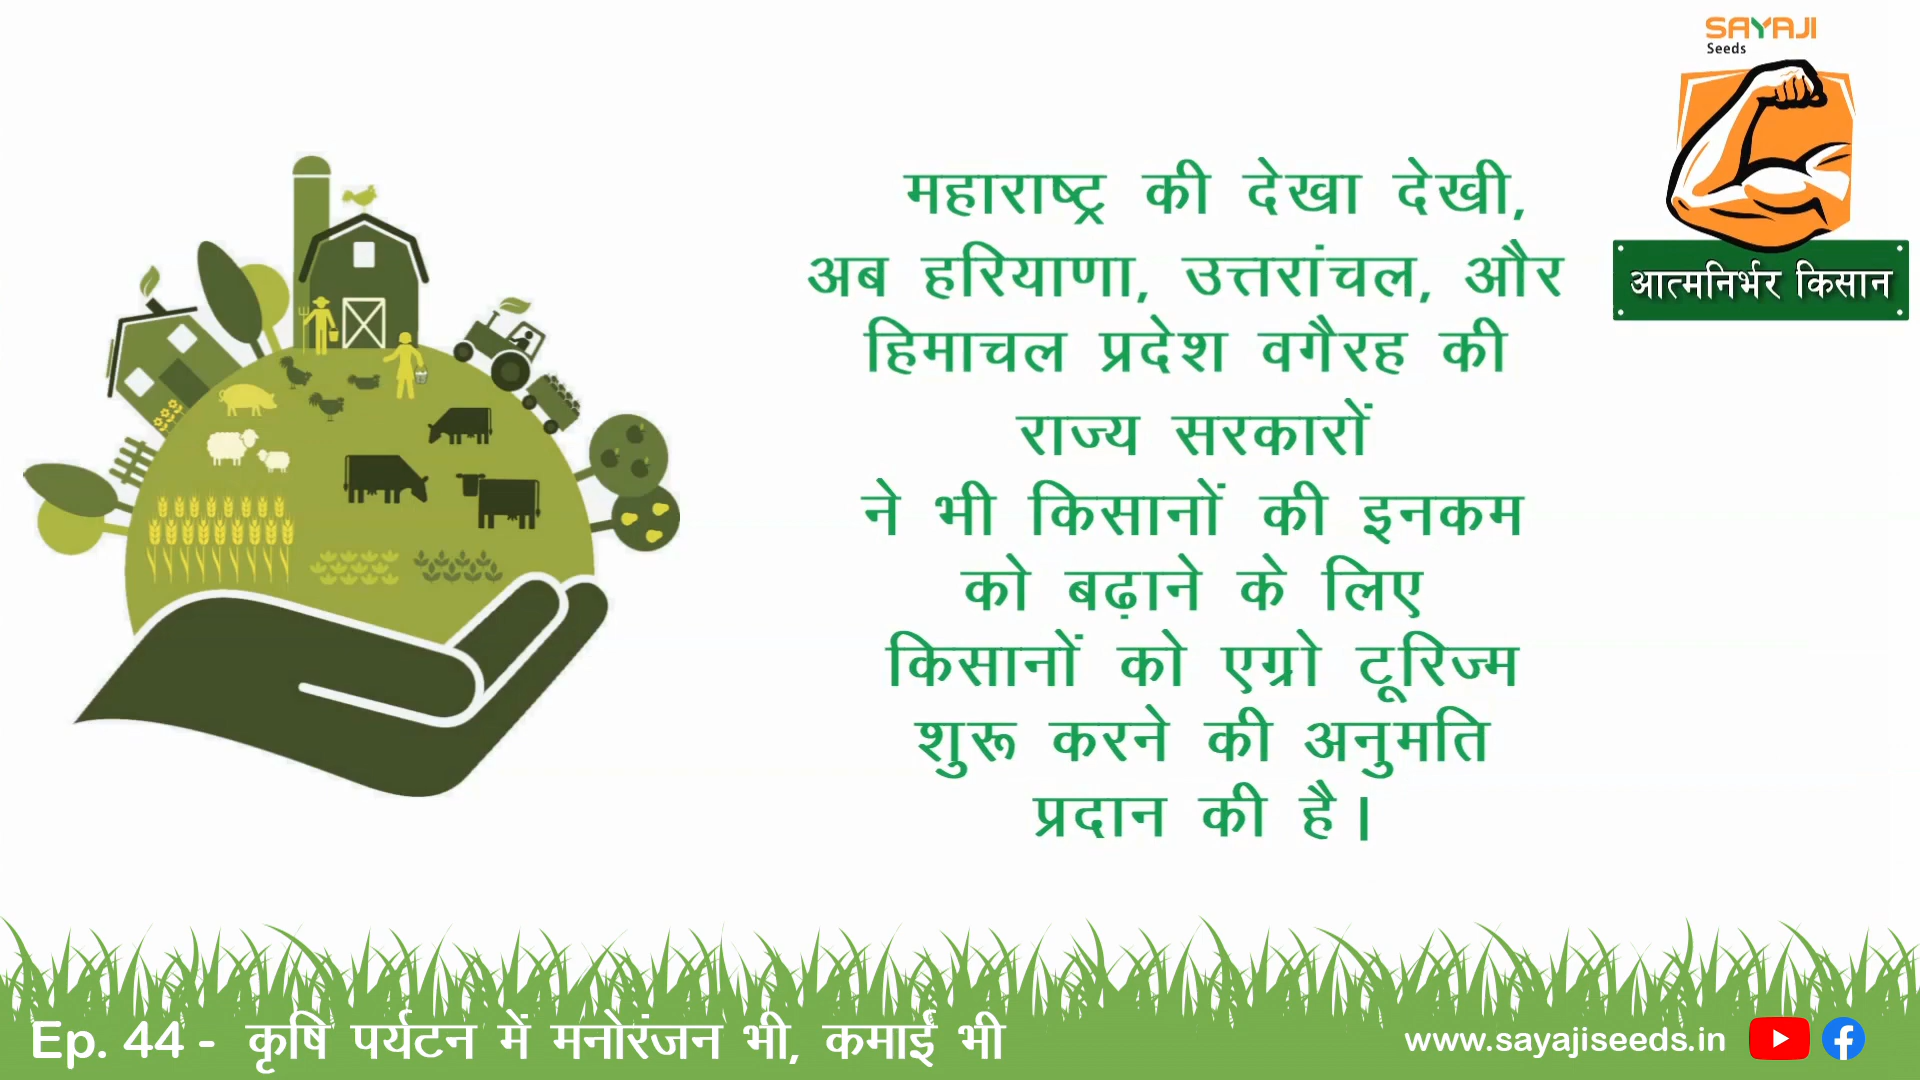 SAYAJI
Seeds
आत्मनिर्भर किसान
महाराष्ट्र की देखा देखी,
अब हरियाणा, उत्तरांचल, और
हिमाचल प्रदेश वगैरह की
राज्य सरकारों
ने भी किसानों की इनकम
को बढ़ाने के लिए
किसानों को एग्रो टूरिज्म
शुरू करने की अनुमति
प्रदान की है।
Ep. 44 - कृषि पर्यटन में मनोरंजन भी, कमाई भी
www.sayajiseeds.in